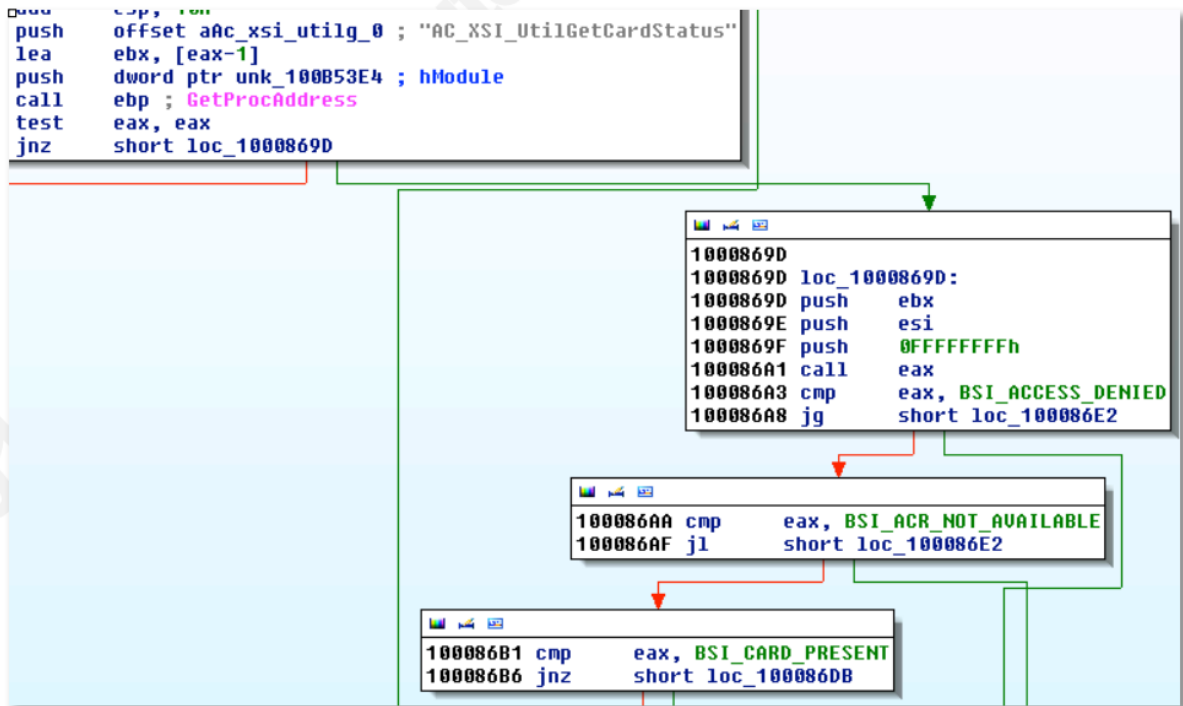 push offset aAc_xsi_utilg_0 ; "AC_XSI_UtilGetCardStatus"
lea ebx, [eax-1]
push dword ptr unk_100B53E4 ; hModule
call ebp ; GetProcAddress
test eax, eax
jnz short loc_1000869D
1000869D
1000869D loc_1000869D:
1000869D push ebx
1000869E push esi
1000869F push 0FFFFFFFFh
100086A1 call eax
100086A3 cmp eax, BSI_ACCESS_DENIED
100086A8 jg short loc_100086E2
100086AA cmp eax, BSI_ACR_NOT_AVAILABLE
100086AF jl short loc_100086E2
100086B1 cmp eax, BSI_CARD_PRESENT
100086B6 jnz short loc_100086DB